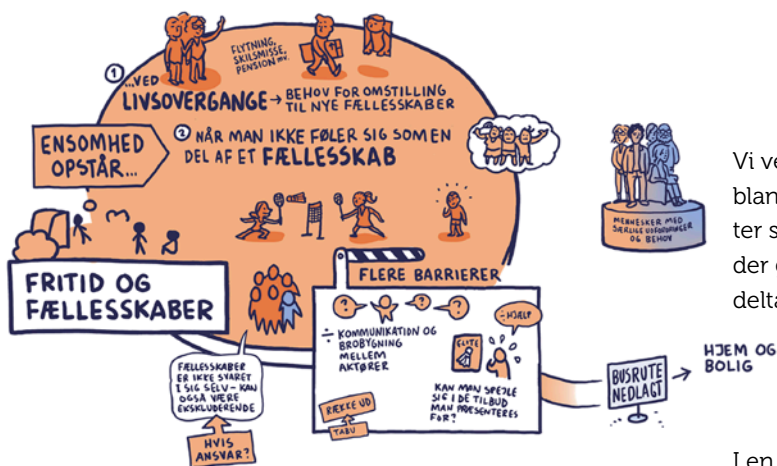 FLYTNING,
SKILSMISSE,
PENSION MV.
1 ...VED
LIVSOVERGANGE → BEHOV FOR OMSTILLING
TIL NYE FÆLLESSKABER
ENSOMHED
OPSTÅR...
2 NÅR MAN IKKE FØLER SIG SOM EN
DEL AF ET FÆLLESSKAB
MENNESKER MED
SÆRLIGE UDFORDRINGER
OG BEHOV
FRITID OG
FÆLLESSKABER
FLERE BARRIERER
? ? ?
÷ KOMMUNIKATION OG
BROBYGNING
MELLEM
AKTØRER
÷ HJÆLP
ELITE
KAN MAN SPEJLE
SIG I DE TILBUD
MAN PRÆSENTERES
FOR?
RÆKKE UD
TABU
FÆLLESSKABER
ER IKKE SVARET
I SIG SELV – KAN
OGSÅ VÆRE
EKSKLUDERENDE
HVIS
ANSVAR?
BUSRUTE
NEDLAGT
→ HJEM OG
BOLIG
Vi ve
blan
ter s
der
delta
I en